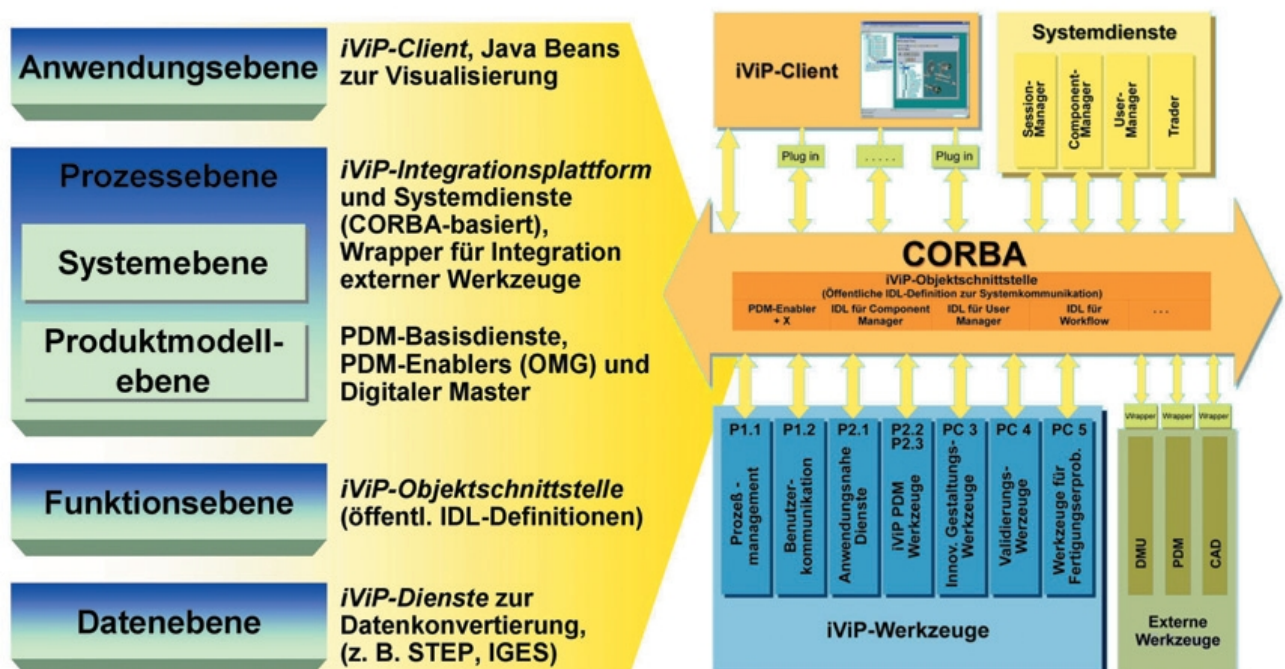 Anwendungsebene
iViP-Client, Java Beans
zur Visualisierung
Prozessebene
iViP-Integrationsplattform
und Systemdienste
(CORBA-basiert),
Wrapper für Integration
externer Werkzeuge
Systemebene
Produktmodell-
ebene
PDM-Basisdienste,
PDM-Enablers (OMG) und
Digitaler Master
Funktionsebene
iViP-Objektschnittstelle
(öffentl. IDL-Definitionen)
Datenebene
iViP-Dienste zur
Datenkonvertierung,
(z. B. STEP, IGES)
iViP-Client
Plug in
.....
Plug in
Systemdienste
Session-
Manager
Component-
Manager
User-
Manager
Trader
CORBA
iViP-Objektschnittstelle
(Öffentliche IDL-Definition zur Systemkommunikation)
PDM-Enabler
+ X
IDL für Component
Manager
IDL für User
Manager
IDL für
Workflow
...
P1.1
Prozeß -
management
P1.2
Benutzer-
kommunikation
P2.1
Anwendungsnahe
Dienste
P2.2
P2.3
iViP PDM
Werkzeuge
PC 3
Innov. Gestaltungs-
Werkzeuge
PC 4
Validierungs-
Werzeuge
PC 5
Werkzeuge für
Fertigungserprob.
iViP-Werkzeuge
Wrapper
Wrapper
Wrapper
DMU
PDM
CAD
Externe
Werkzeuge